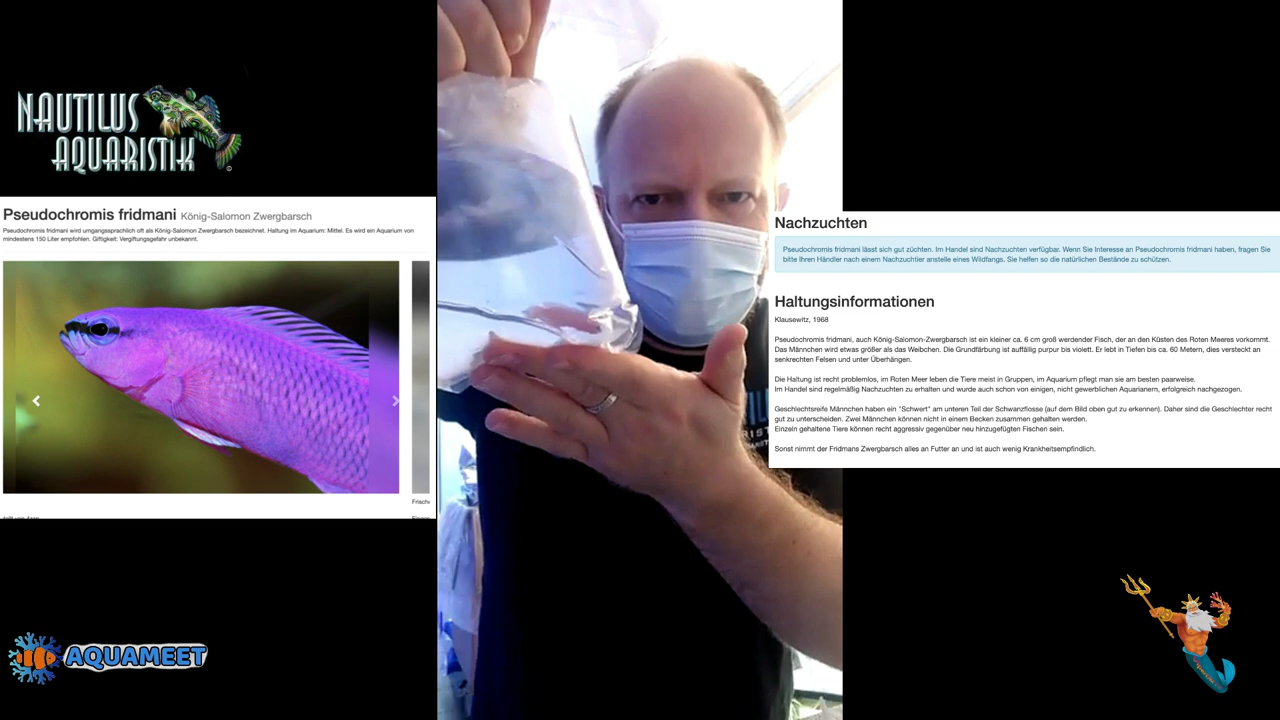 NAUTILUS
AQUARISTIK
©
Pseudochromis fridmani König-Salomon Zwergbarsch
Pseudochromis fridmani wird umgangssprachlich oft als König-Salomon Zwergbarsch bezeichnet. Haltung im Aquarium: Mittel. Es wird ein Aquarium von
mindestens 150 Liter empfohlen. Giftigkeit: Vergiftungsgefahr unbekannt.
Nachzuchten
Pseudochromis fridmani lässt sich gut züchten. Im Handel sind Nachzuchten verfügbar. Wenn Sie Interesse an Pseudochromis fridmani haben, fragen Sie
bitte Ihren Händler nach einem Nachzuchtier anstelle eines Wildfangs. Sie helfen so die natürlichen Bestände zu schützen.
Haltungsinformationen
Klausewitz, 1968
Pseudochromis fridmani, auch König-Salomon-Zwergbarsch ist ein kleiner ca. 6 cm groß werdender Fisch, der an den Küsten des Roten Meeres vorkommt.
Das Männchen wird etwas größer als das Weibchen. Die Grundfärbung ist auffällig purpur bis violett. Er lebt in Tiefen bis ca. 60 Metern, dies versteckt an
senkrechten Felsen und unter Überhängen.
Die Haltung ist recht problemlos, im Roten Meer leben die Tiere meist in Gruppen, im Aquarium pflegt man sie am besten paarweise.
Im Handel sind regelmäßig Nachzuchten zu erhalten und wurde auch schon von einigen, nicht gewerblichen Aquarianern, erfolgreich nachgezogen.
Geschlechtsreife Männchen haben ein "Schwert" am unteren Teil der Schwanzflosse (auf dem Bild oben gut zu erkennen). Daher sind die Geschlechter recht
gut zu unterscheiden. Zwei Männchen können nicht in einem Becken zusammen gehalten werden.
Einzeln gehaltene Tiere können recht aggressiv gegenüber neu hinzugefügten Fischen sein.
Sonst nimmt der Fridmans Zwergbarsch alles an Futter an und ist auch wenig Krankheitsempfindlich.
AQUAMEET